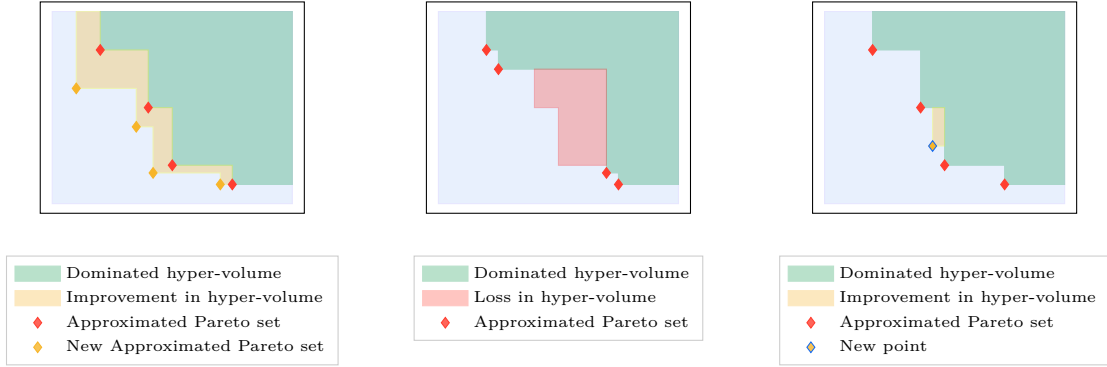 Dominated hyper-volume
Improvement in hyper-volume
Approximated Pareto set
New Approximated Pareto set
Dominated hyper-volume
Loss in hyper-volume
Approximated Pareto set
Dominated hyper-volume
Improvement in hyper-volume
Approximated Pareto set
New point